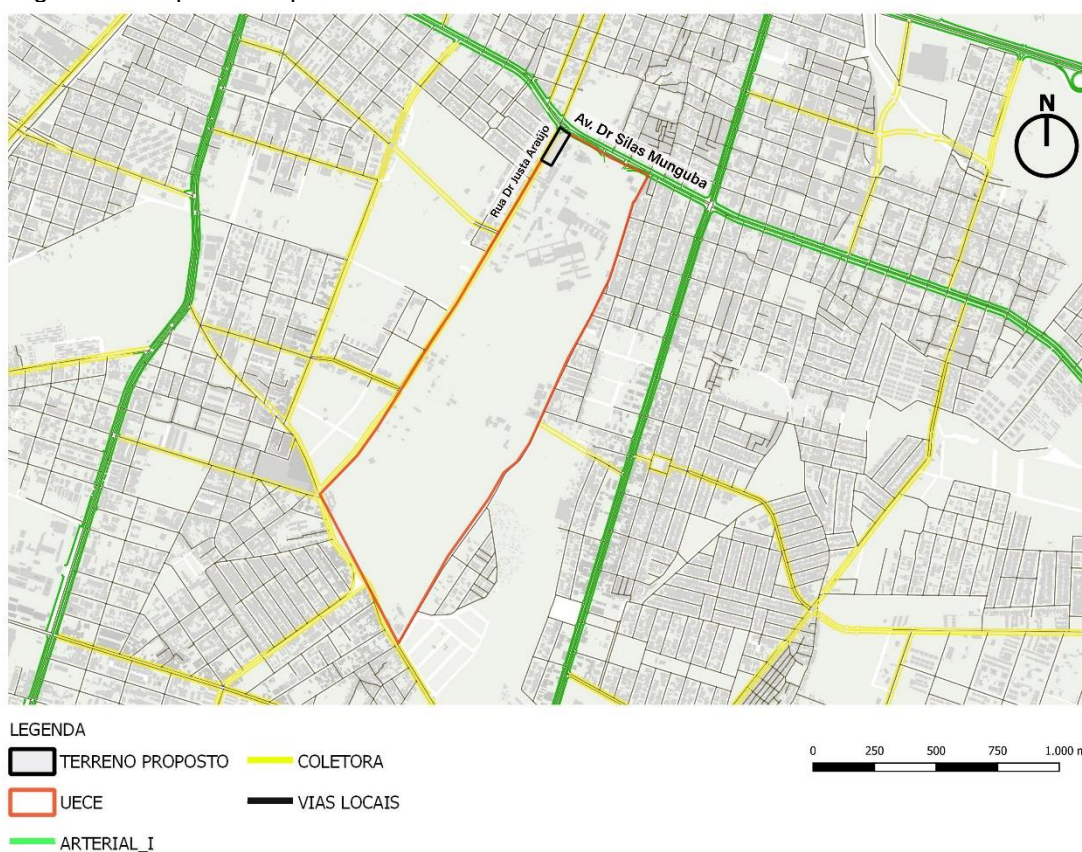 Av. Dr Silas Munguba
Rua Dr Justa Araújo
N
LEGENDA
TERRENO PROPOSTO
COLETORA
UECE
VIAS LOCAIS
ARTERIAL_I
0 250 500 750 1.000 m